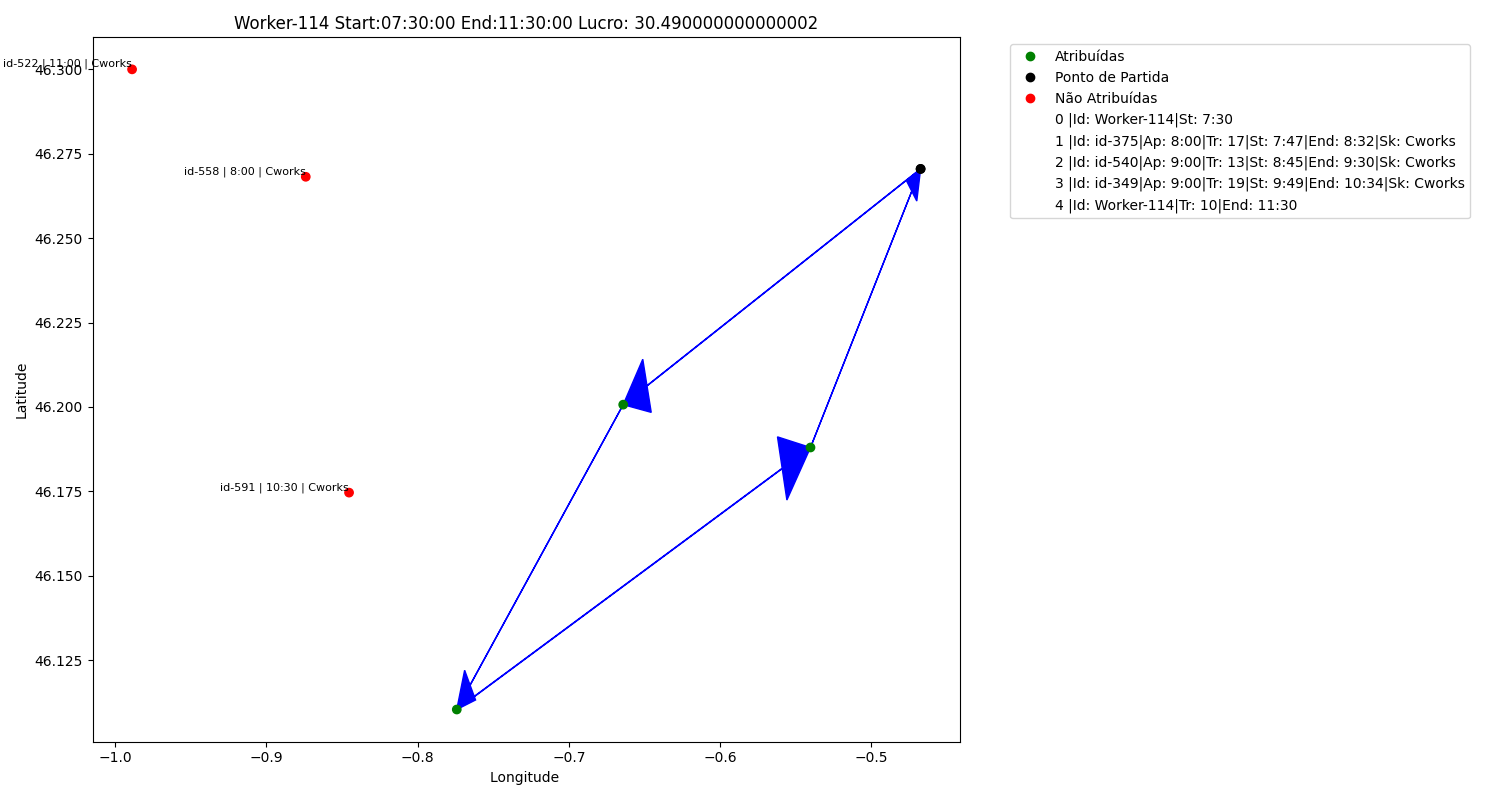 Worker-114 Start:07:30:00 End:11:30:00 Lucro: 30.490000000000002
id-522 | 11:00 | Cworks
46.300
46.275
id-558 | 8:00 | Cworks
46.250
46.225
46.200
46.175
id-591 | 10:30 | Cworks
46.150
46.125
Latitude
−1.0
−0.9
−0.8
−0.7
−0.6
−0.5
Longitude
Atribuídas
Ponto de Partida
Não Atribuídas
0 |Id: Worker-114|St: 7:30
1 |Id: id-375|Ap: 8:00|Tr: 17|St: 7:47|End: 8:32|Sk: Cworks
2 |Id: id-540|Ap: 9:00|Tr: 13|St: 8:45|End: 9:30|Sk: Cworks
3 |Id: id-349|Ap: 9:00|Tr: 19|St: 9:49|End: 10:34|Sk: Cworks
4 |Id: Worker-114|Tr: 10|End: 11:30